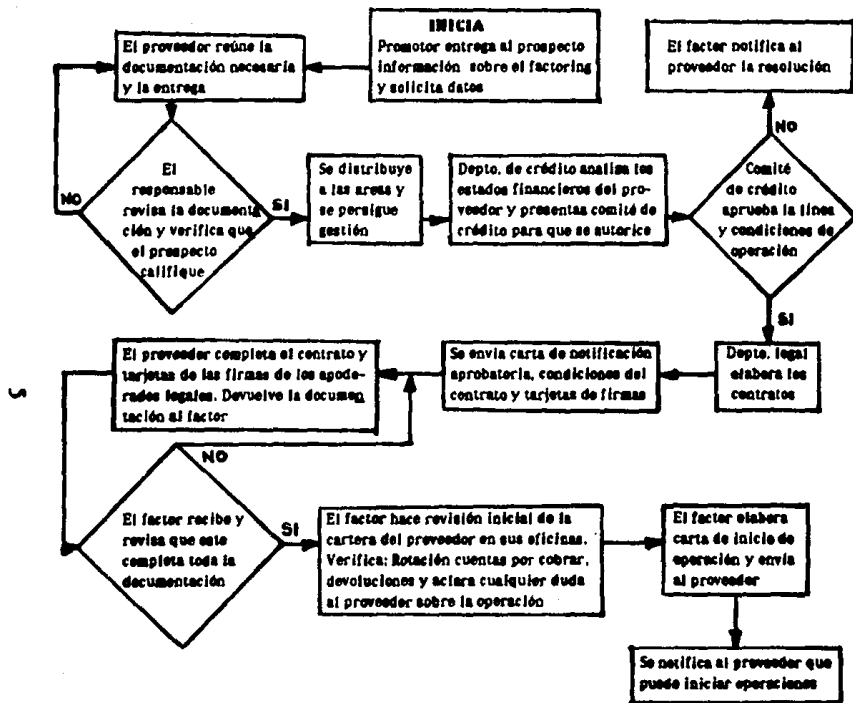 INICIA
Promotor entrega al prospecto
información sobre el factoring
y solicita datos
El proveedor reúne la
documentación necesaria
y la entrega
El
responsable
revisa la documenta
ción y verifica que
el prospecto
califique
NO
SI
Se distribuye
a las areas y
se persigue
gestión
Depto. de crédito analiza los
estados financieros del pro-
veedor y presentas comité de
crédito para que se autorice
Comité
de crédito
aprueba la línea
y condiciones de
operación
NO
El factor notifica al
proveedor la resolución
SI
Depto. legal
elabora los
contratos
Se envia carta de notificación
aprobatoria, condiciones del
contrato y tarjetas de firmas
El proveedor completa el contrato y
tarjetas de las firmas de los apode-
rados legales. Devuelve la documen
tación al factor
El factor recibe y
revisa que este
completa toda la
documentación
NO
SI
El factor hace revisión inicial de la
cartera del proveedor en sus oficinas.
Verifica: Rotación cuentas por cobrar,
devoluciones y aclara cualquier duda
al proveedor sobre la operación
El factor elabora
carta de inicio de
operación y envia
al proveedor
Se notifica al proveedor que
puede iniciar operaciones
5